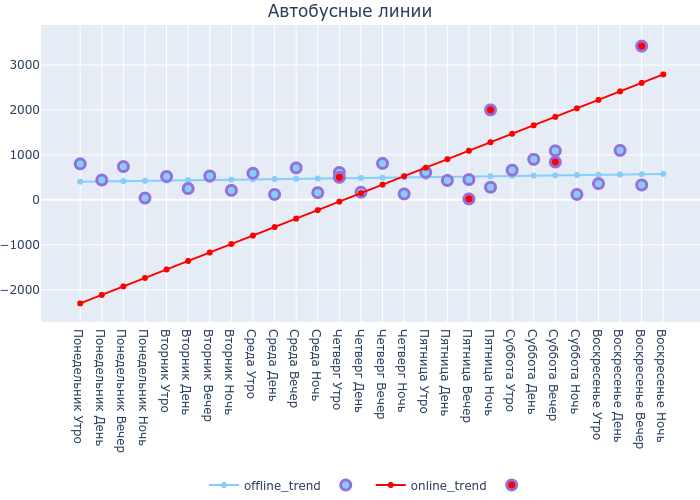 Автобусные линии
3000
2000
1000
0
−1000
−2000
Понедельник Утро
Понедельник День
Понедельник Вечер
Понедельник Ночь
Вторник Утро
Вторник День
Вторник Вечер
Вторник Ночь
Среда Утро
Среда День
Среда Вечер
Среда Ночь
Четверг Утро
Четверг День
Четверг Вечер
Четверг Ночь
Пятница Утро
Пятница День
Пятница Вечер
Пятница Ночь
Суббота Утро
Суббота День
Суббота Вечер
Суббота Ночь
Воскресенье Утро
Воскресенье День
Воскресенье Вечер
Воскресенье Ночь
offline_trend online_trend